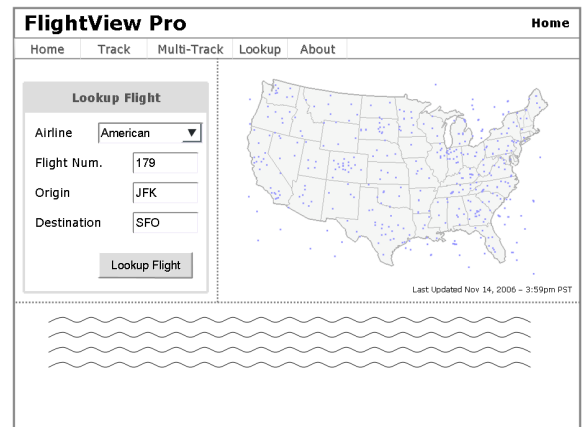 FlightView Pro
Home
Home Track Multi-Track Lookup About
Lookup Flight
Airline American
Flight Num. 179
Origin JFK
Destination SFO
Lookup Flight
Last Updated Nov 14, 2006 – 3:59pm PST